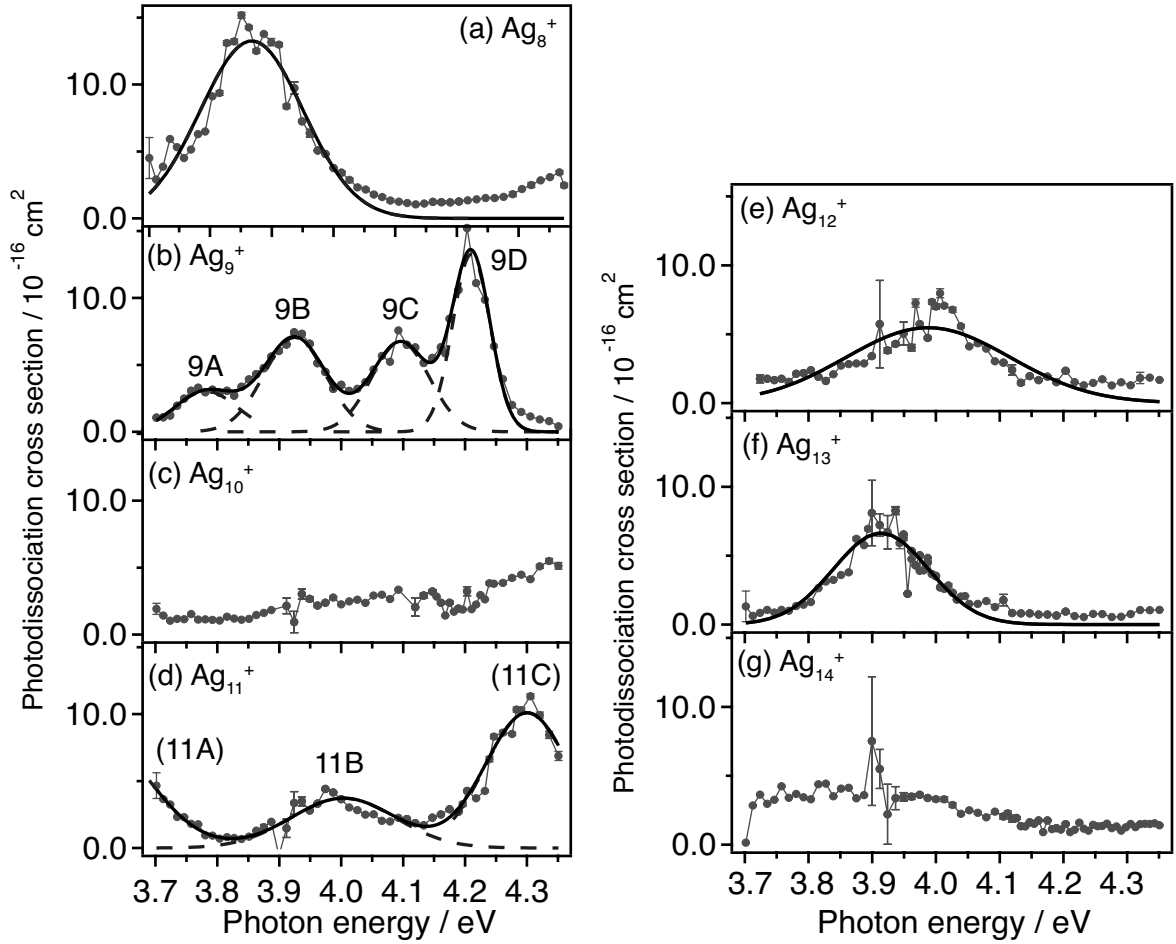 Photodissociation cross section / 10⁻¹⁶ cm²
(a) Ag₈⁺
10.0
0.0
(b) Ag₉⁺
9A
9B
9C
9D
10.0
0.0
(c) Ag₁₀⁺
10.0
0.0
(d) Ag₁₁⁺
(11A)
11B
(11C)
10.0
0.0
3.7 3.8 3.9 4.0 4.1 4.2 4.3
Photon energy / eV
Photodissociation cross section / 10⁻¹⁶ cm²
(e) Ag₁₂⁺
10.0
0.0
(f) Ag₁₃⁺
10.0
0.0
(g) Ag₁₄⁺
10.0
0.0
3.7 3.8 3.9 4.0 4.1 4.2 4.3
Photon energy / eV